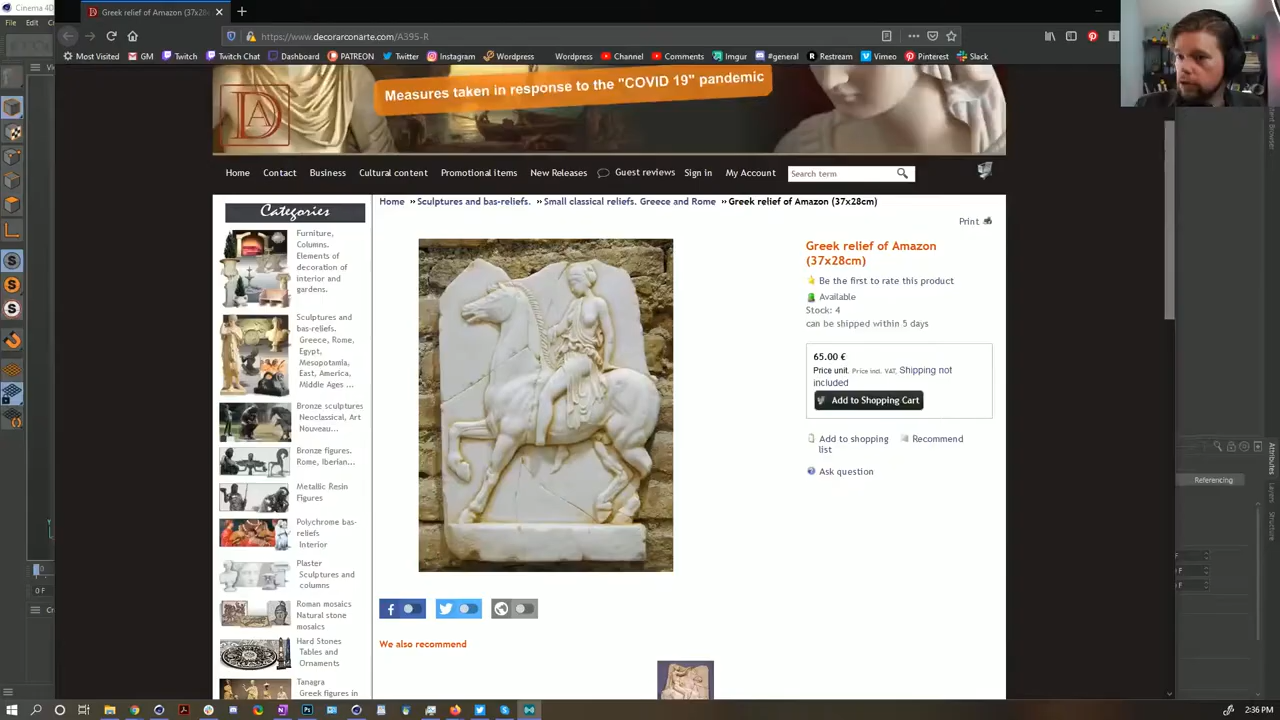 Cinema 4D
Greek relief of Amazon (37x28
File
https://www.decorarconarte.com/A395-R
Most Visited
GM
Twitch
Twitch Chat
Dashboard
PATREON
Twitter
Instagram
Wordpress
Wordpress
Channel
Comments
Imgur
#general
Restream
Vimeo
Pinterest
Slack
Measures taken in response to the "COVID 19" pandemic
DA
Home
Contact
Business
Cultural content
Promotional items
New Releases
Guest reviews
Sign in
My Account
Search term
Home » Sculptures and bas-reliefs. » Small classical reliefs. Greece and Rome » Greek relief of Amazon (37x28cm)
Print
Categories
Furniture,
Columns.
Elements of
decoration of
interior and
gardens.
Sculptures and
bas-reliefs.
Greece, Rome,
Egypt,
Mesopotamia,
East, America,
Middle Ages ...
Bronze sculptures
Neoclassical, Art
Nouveau...
Bronze figures.
Rome, Iberian...
Metallic Resin
Figures
Polychrome bas-
reliefs
Interior
Plaster
Sculptures and
columns
Roman mosaics
Natural stone
mosaics
Hard Stones
Tables and
Ornaments
Tanagra
Greek figures in
Greek relief of Amazon
(37x28cm)
Be the first to rate this product
Available
Stock: 4
can be shipped within 5 days
65.00 €
Price unit. Price incl. VAT, Shipping not
included
Add to Shopping Cart
Add to shopping
list
Recommend
Ask question
We also recommend
Attributes
Layers
Structure
Referencing
0 F
2:36 PM